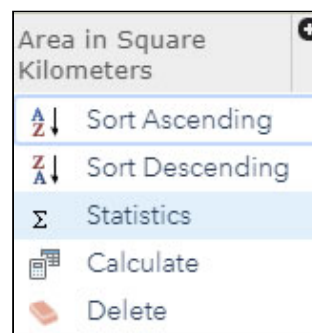 Area in Square
Kilometers
Sort Ascending
Sort Descending
Σ Statistics
Calculate
Delete